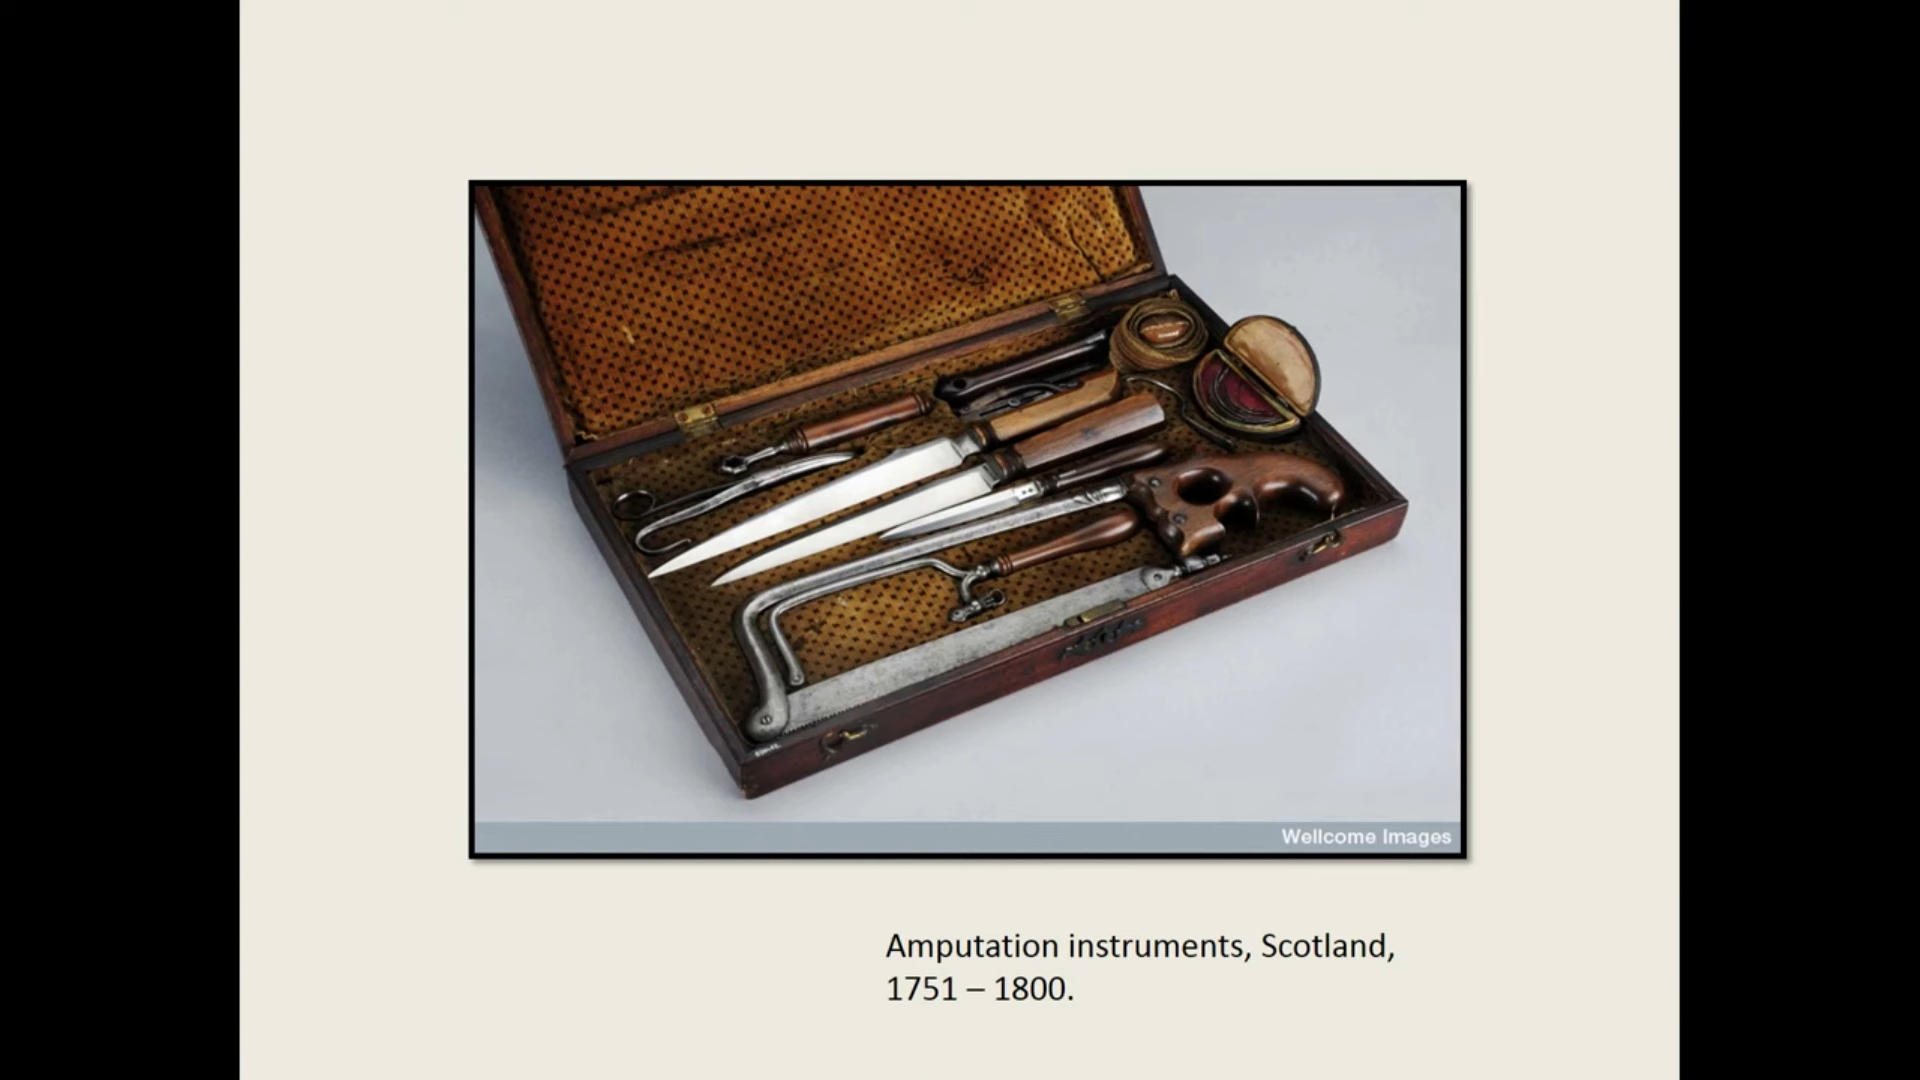 Wellcome Images
Amputation instruments, Scotland,
1751 – 1800.